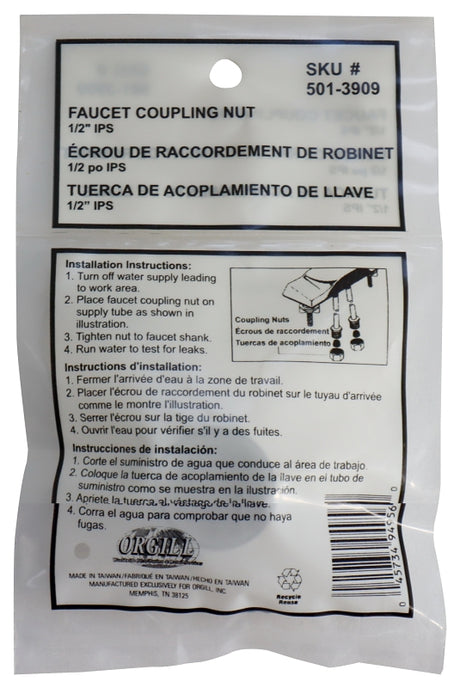 SKU #
501-3909
FAUCET COUPLING NUT
1/2" IPS
ÉCROU DE RACCORDEMENT DE ROBINET
1/2 po IPS
TUERCA DE ACOPLAMIENTO DE LLAVE
1/2" IPS
Installation Instructions:
1. Turn off water supply leading
to work area.
2. Place faucet coupling nut on
supply tube as shown in
illustration.
3. Tighten nut to faucet shank.
4. Run water to test for leaks.
Coupling Nuts
Écrous de raccordement
Tuercas de acoplamiento
Instructions d'installation:
1. Fermer l'arrivée d'eau à la zone de travail.
2. Placer l'écrou de raccordement du robinet sur le tuyau d'arrivée
comme le montre l'illustration.
3. Serrer l'écrou sur la tige du robinet.
4. Ouvrir l'eau pour vérifier s'il y a des fuites.
Instrucciones de instalación:
1. Corte el suministro de agua que conduce al área de trabajo.
2. Coloque la tuerca de acoplamiento de la llave en el tubo de
suministro como se muestra en la ilustración.
3. Apriete la tuerca al vástago de la llave.
4. Corra el agua para comprobar que no haya
fugas.
ORGILL
MADE IN TAIWAN/FABRIQUÉ EN TAIWAN/HECHO EN TAIWAN
MANUFACTURED EXCLUSIVELY FOR ORGILL, INC.
MEMPHIS, TN 38125
Recycle
Reuse
0 45734 94956 0